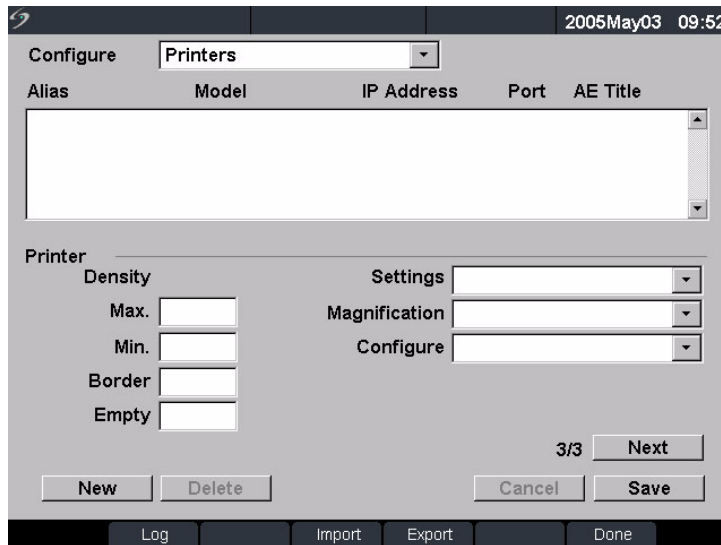 2005May03 09:52
Configure Printers
Alias Model IP Address Port AE Title
Printer
Density Settings
Max. Magnification
Min. Configure
Border
Empty
3/3 Next
New Delete Cancel Save
Log Import Export Done